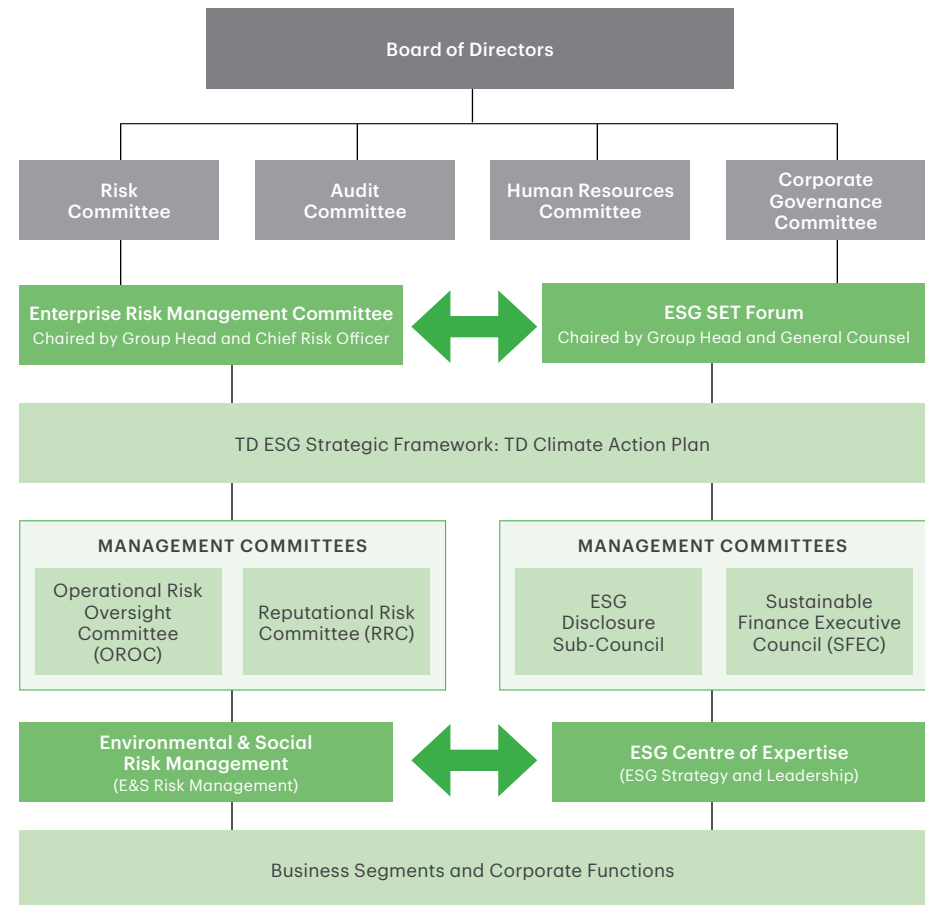 Board of Directors
Risk
Committee
Audit
Committee
Human Resources
Committee
Corporate
Governance
Committee
Enterprise Risk Management Committee
Chaired by Group Head and Chief Risk Officer
ESG SET Forum
Chaired by Group Head and General Counsel
TD ESG Strategic Framework: TD Climate Action Plan
MANAGEMENT COMMITTEES
Operational Risk
Oversight
Committee
(OROC)
Reputational Risk
Committee (RRC)
MANAGEMENT COMMITTEES
ESG
Disclosure
Sub-Council
Sustainable
Finance Executive
Council (SFEC)
Environmental & Social
Risk Management
(E&S Risk Management)
ESG Centre of Expertise
(ESG Strategy and Leadership)
Business Segments and Corporate Functions